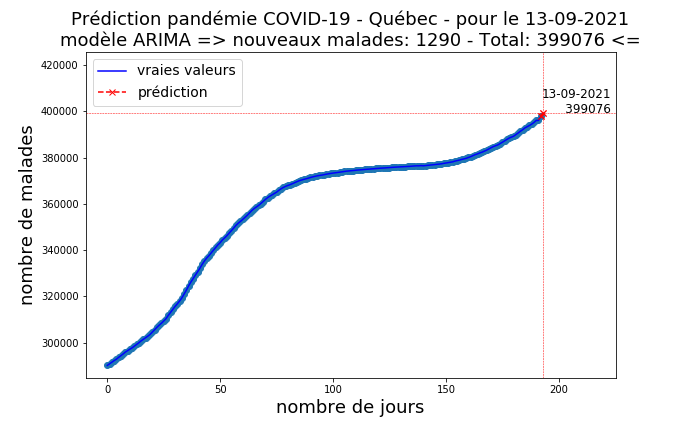 Prédiction pandémie COVID-19 - Québec - pour le 13-09-2021
modèle ARIMA => nouveaux malades: 1290 - Total: 399076 <=
vraies valeurs
prédiction
13-09-2021
399076
420000
400000
380000
360000
340000
320000
300000
nombre de malades
0
50
100
150
200
nombre de jours